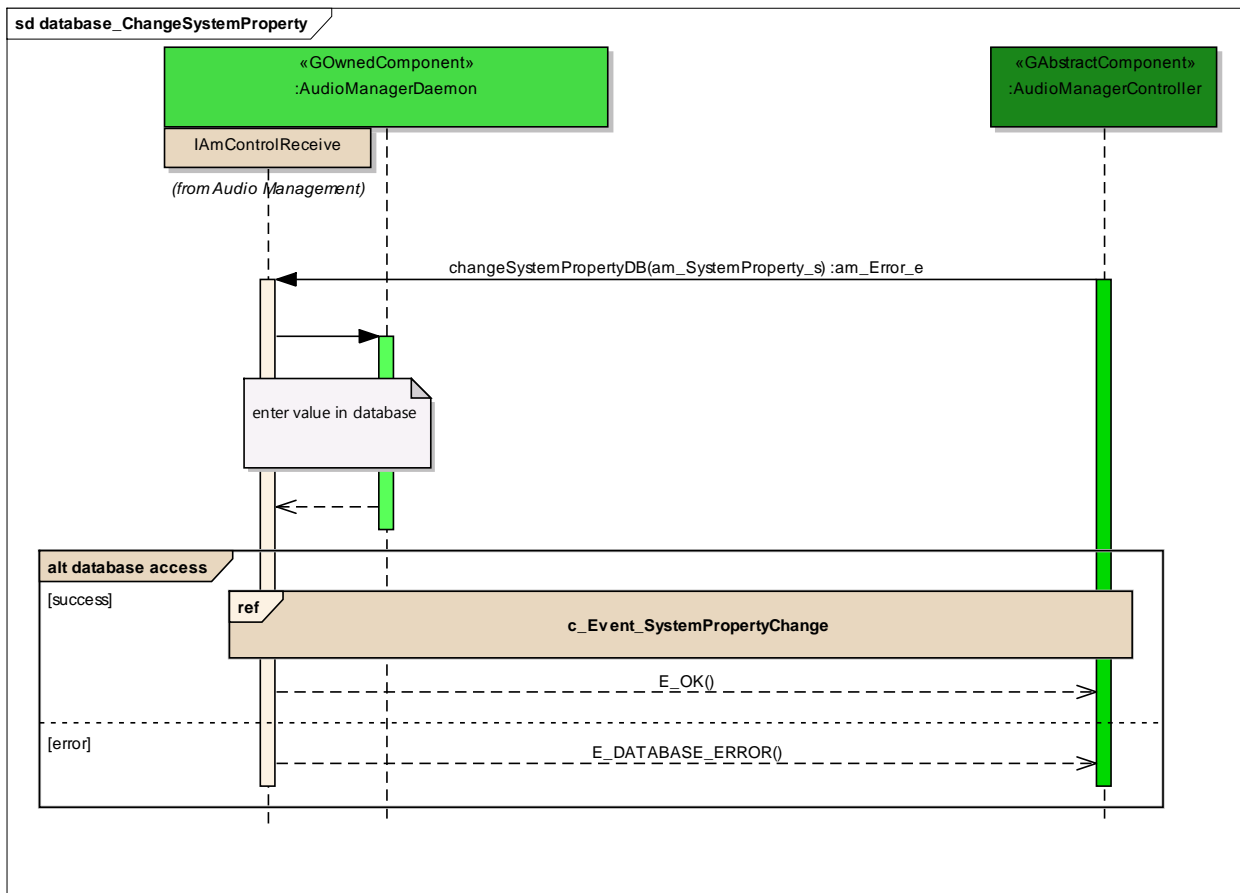 sd database_ChangeSystemProperty
«GOwnedComponent»
:AudioManagerDaemon
«GAbstractComponent»
:AudioManagerController
IAmControlReceive
(from Audio Management)
changeSystemPropertyDB(am_SystemProperty_s) :am_Error_e
enter value in database
alt database access
[success]
ref
c_Event_SystemPropertyChange
E_OK()
[error]
E_DATABASE_ERROR()